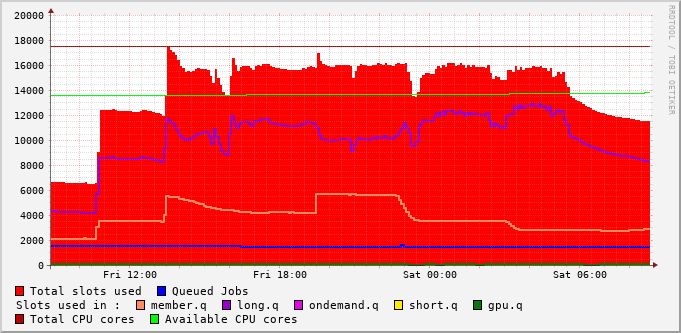 20000
18000
16000
14000
12000
10000
8000
6000
4000
2000
0
Fri 12:00 Fri 18:00 Sat 00:00 Sat 06:00
Total slots used Queued Jobs
Slots used in : member.q long.q ondemand.q short.q gpu.q
Total CPU cores Available CPU cores
RRDTOOL / TOBI OETIKER